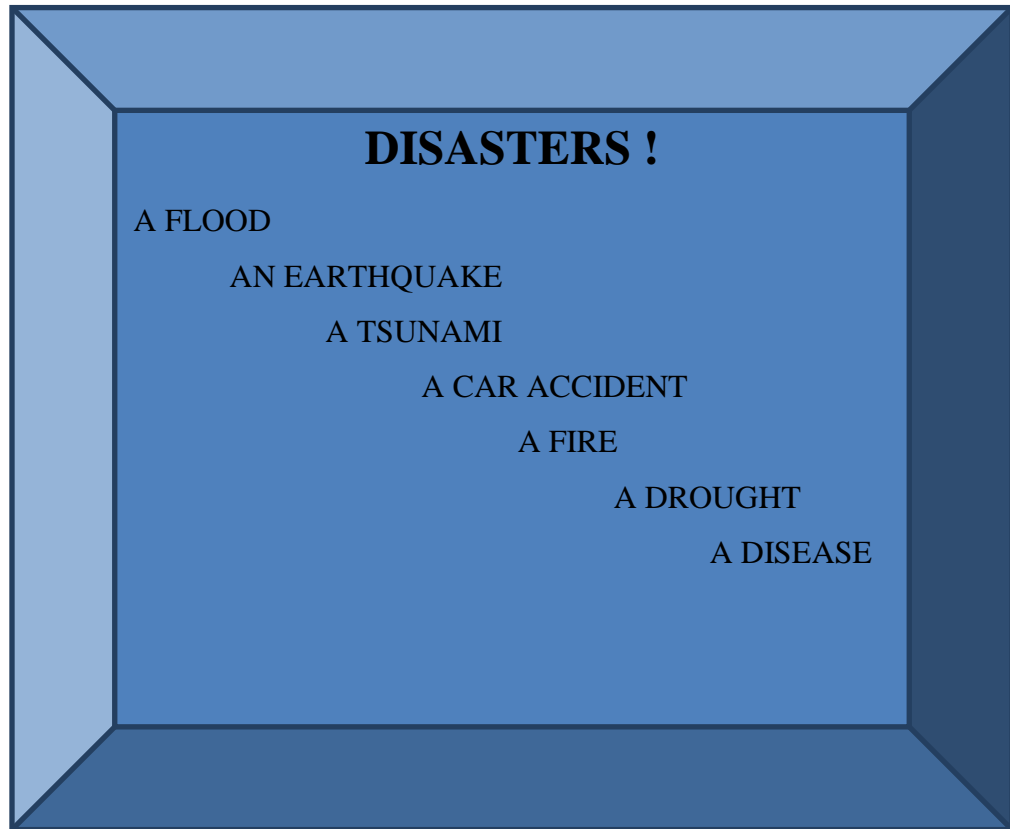 DISASTERS !
A FLOOD
AN EARTHQUAKE
A TSUNAMI
A CAR ACCIDENT
A FIRE
A DROUGHT
A DISEASE